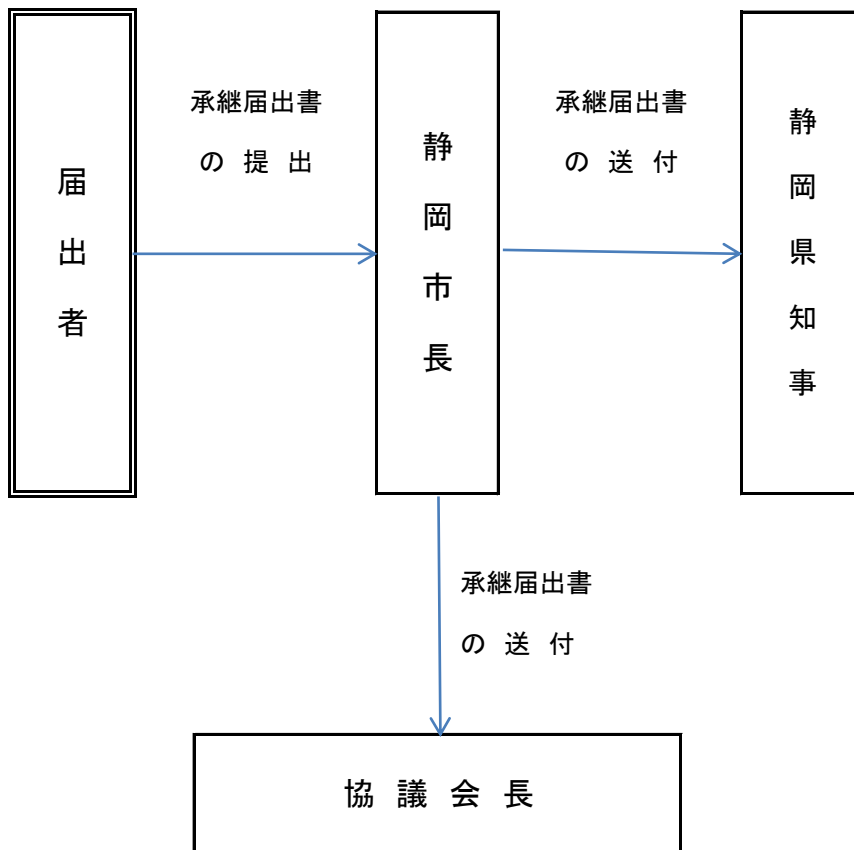 届出者
承継届出書
の提出
静岡市長
承継届出書
の送付
静岡県知事
承継届出書
の送付
協議会長